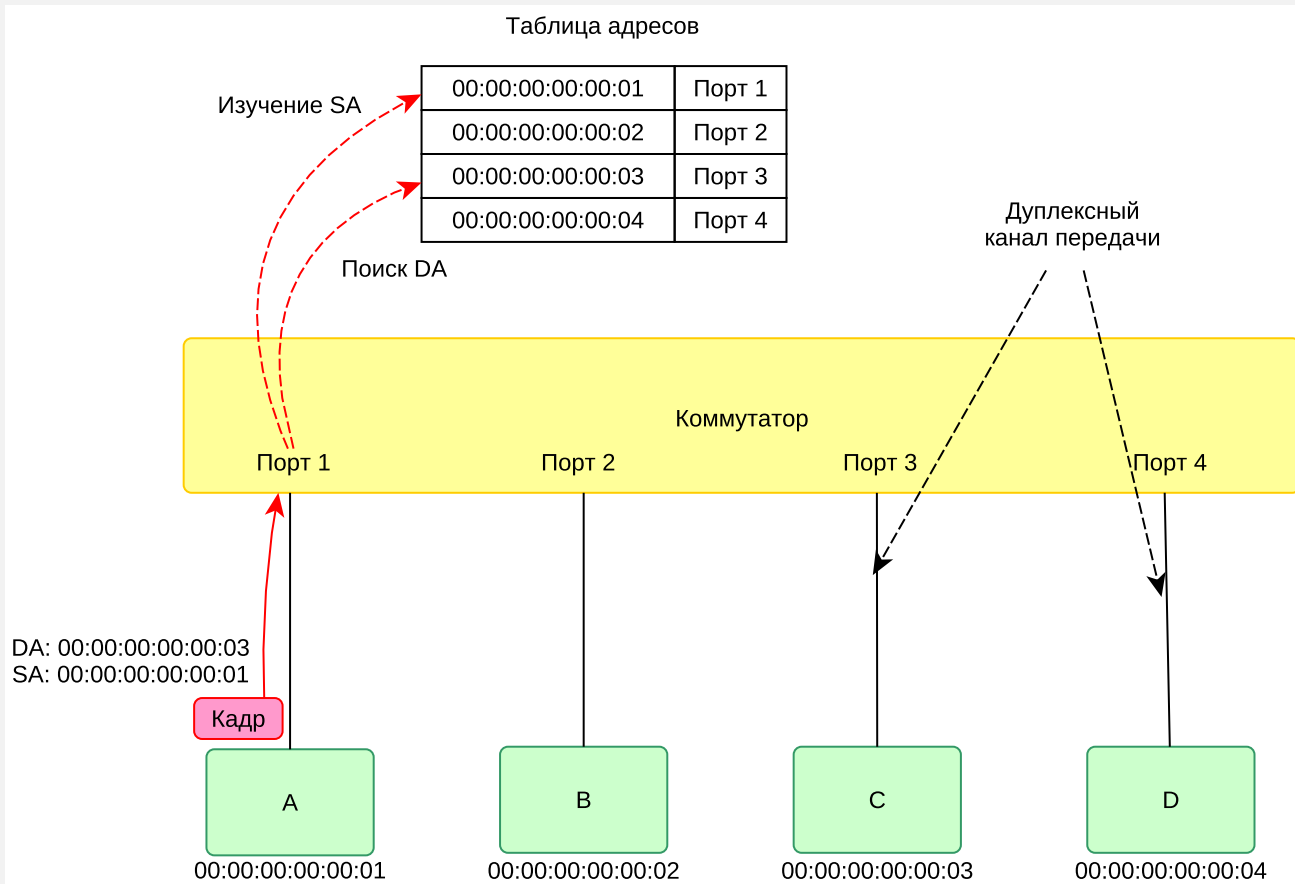 Таблица адресов
Изучение SA
00:00:00:00:00:01 Порт 1
00:00:00:00:00:02 Порт 2
00:00:00:00:00:03 Порт 3
00:00:00:00:00:04 Порт 4
Поиск DA
Дуплексный
канал передачи
Коммутатор
Порт 1 Порт 2 Порт 3 Порт 4
DA: 00:00:00:00:00:03
SA: 00:00:00:00:00:01
Кадр
A B C D
00:00:00:00:00:01 00:00:00:00:00:02 00:00:00:00:00:03 00:00:00:00:00:04